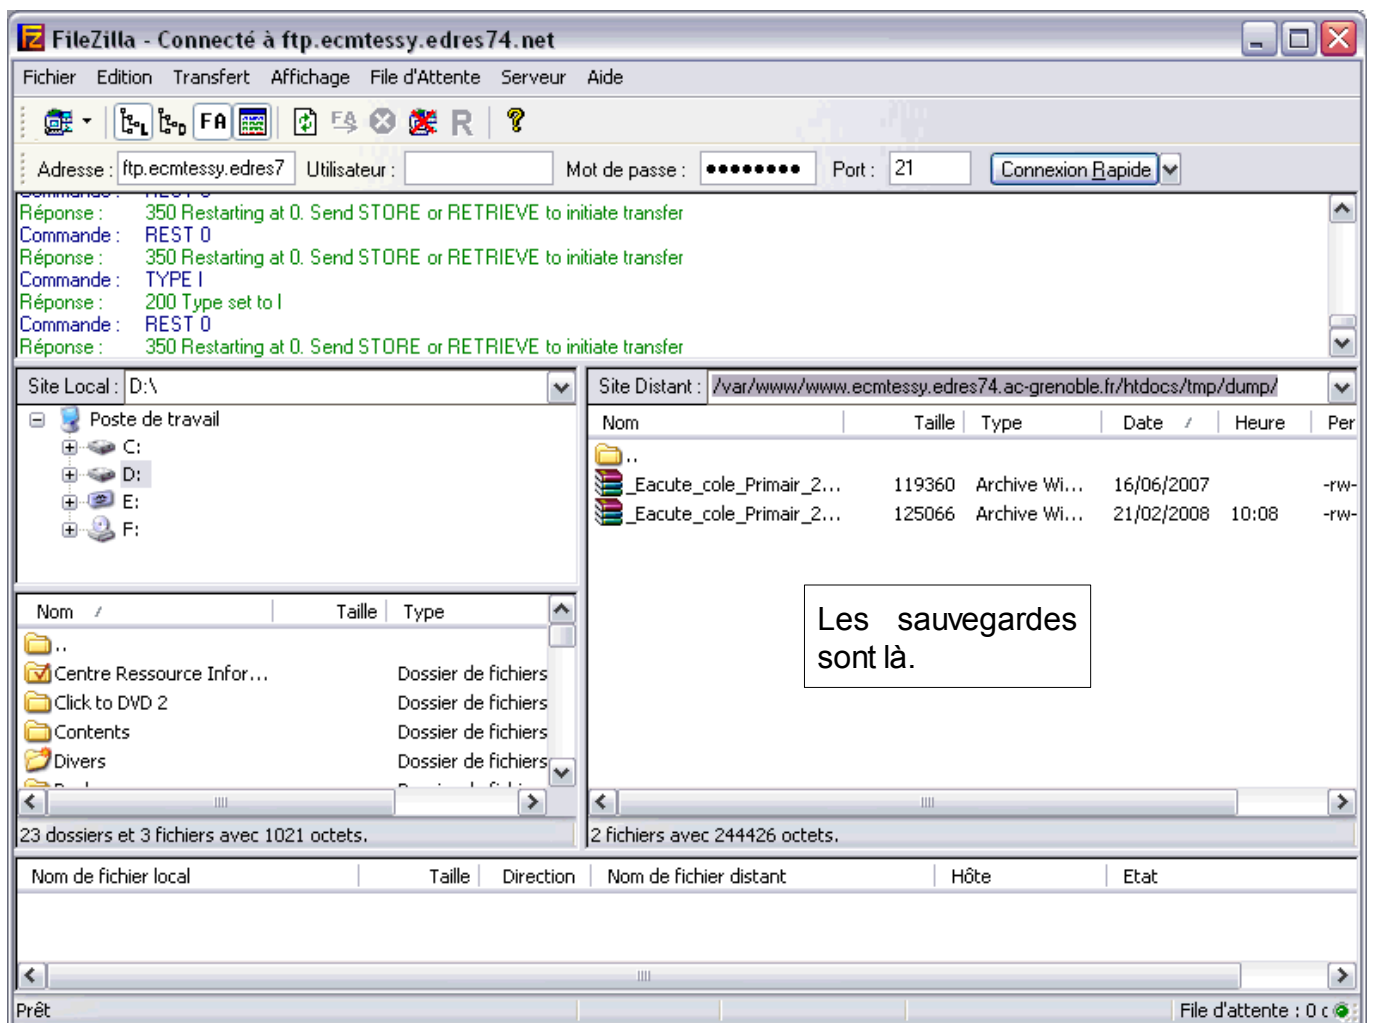 FileZilla - Connecté à ftp.ecmtessy.edres74.net
Fichier Edition Transfert Affichage File d'Attente Serveur Aide
FA
Adresse : ftp.ecmtessy.edres7 Utilisateur : Mot de passe : ●●●●●●●● Port : 21 Connexion Rapide
Réponse : 350 Restarting at 0. Send STORE or RETRIEVE to initiate transfer
Commande : REST 0
Réponse : 350 Restarting at 0. Send STORE or RETRIEVE to initiate transfer
Commande : TYPE I
Réponse : 200 Type set to I
Commande : REST 0
Réponse : 350 Restarting at 0. Send STORE or RETRIEVE to initiate transfer
Site Local : D:\
Poste de travail
C:
D:
E:
F:
Nom Taille Type
..
Centre Ressource Infor... Dossier de fichiers
Click to DVD 2 Dossier de fichiers
Contents Dossier de fichiers
Divers Dossier de fichiers
23 dossiers et 3 fichiers avec 1021 octets.
Site Distant : /var/www/www.ecmtessy.edres74.ac-grenoble.fr/htdocs/tmp/dump/
Nom Taille Type Date Heure Per
..
_Eacute_cole_Primair_2... 119360 Archive Wi... 16/06/2007 -rw-
_Eacute_cole_Primair_2... 125066 Archive Wi... 21/02/2008 10:08 -rw-
Les sauvegardes
sont là.
2 fichiers avec 244426 octets.
Nom de fichier local Taille Direction Nom de fichier distant Hôte Etat
Prêt File d'attente : 0 c